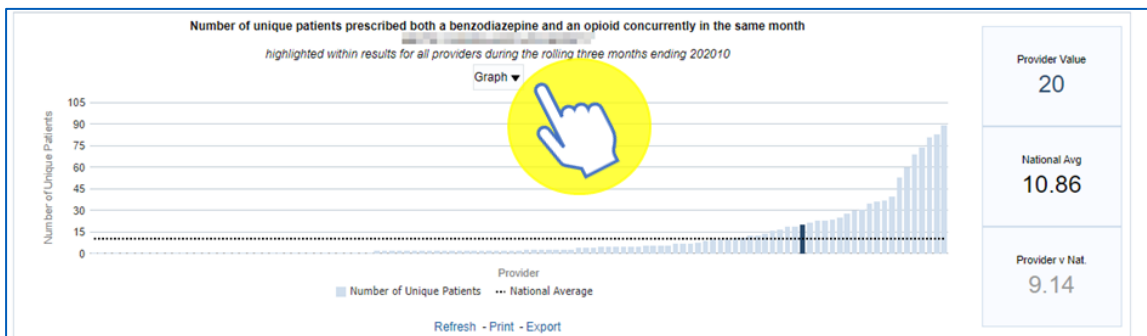 Number of unique patients prescribed both a benzodiazepine and an opioid concurrently in the same month
highlighted within results for all providers during the rolling three months ending 202010
Graph ▼
Number of Unique Patients
105
90
75
60
45
30
15
0
Provider
Number of Unique Patients
National Average
Refresh - Print - Export
Provider Value
20
National Avg
10.86
Provider v Nat.
9.14